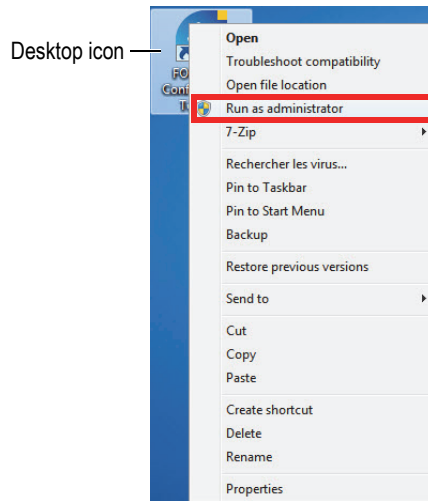 Desktop icon
Open
Troubleshoot compatibility
Open file location
Run as administrator
7-Zip
Rechercher les virus...
Pin to Taskbar
Pin to Start Menu
Backup
Restore previous versions
Send to
Cut
Copy
Paste
Create shortcut
Delete
Rename
Properties